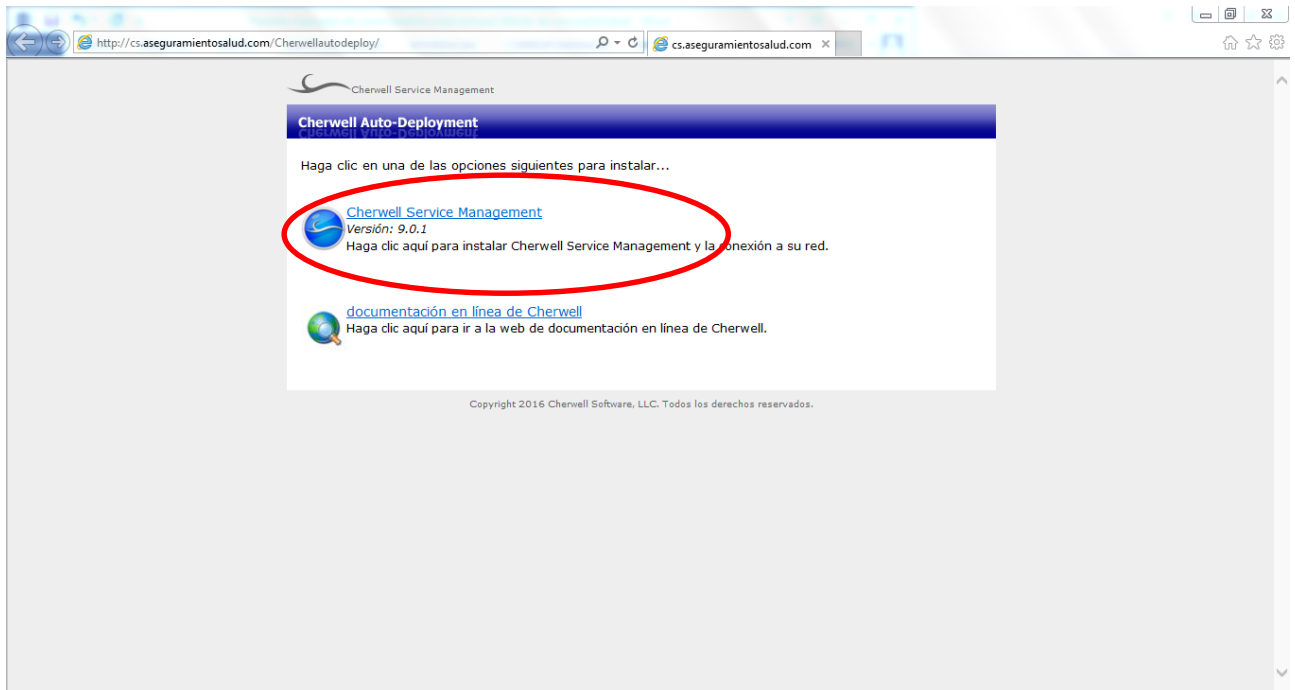 http://cs.aseguramientosalud.com/Cherwellautodeploy/
cs.aseguramientosalud.com
Cherwell Service Management
Cherwell Auto-Deployment
Haga clic en una de las opciones siguientes para instalar...
Cherwell Service Management
Versión: 9.0.1
Haga clic aquí para instalar Cherwell Service Management y la conexión a su red.
documentación en línea de Cherwell
Haga clic aquí para ir a la web de documentación en línea de Cherwell.
Copyright 2016 Cherwell Software, LLC. Todos los derechos reservados.